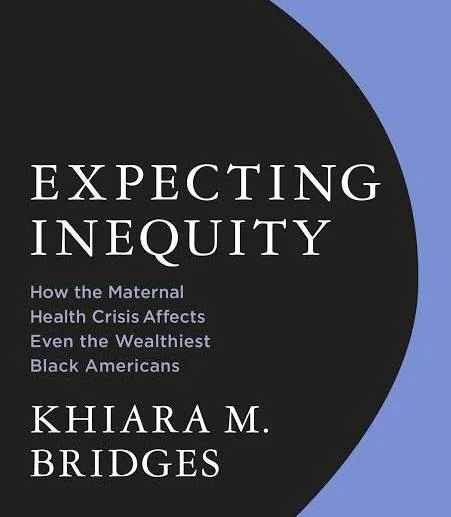 EXPECTING
INEQUITY
How the Maternal
Health Crisis Affects
Even the Wealthiest
Black Americans
KHIARA M.
BRIDGES